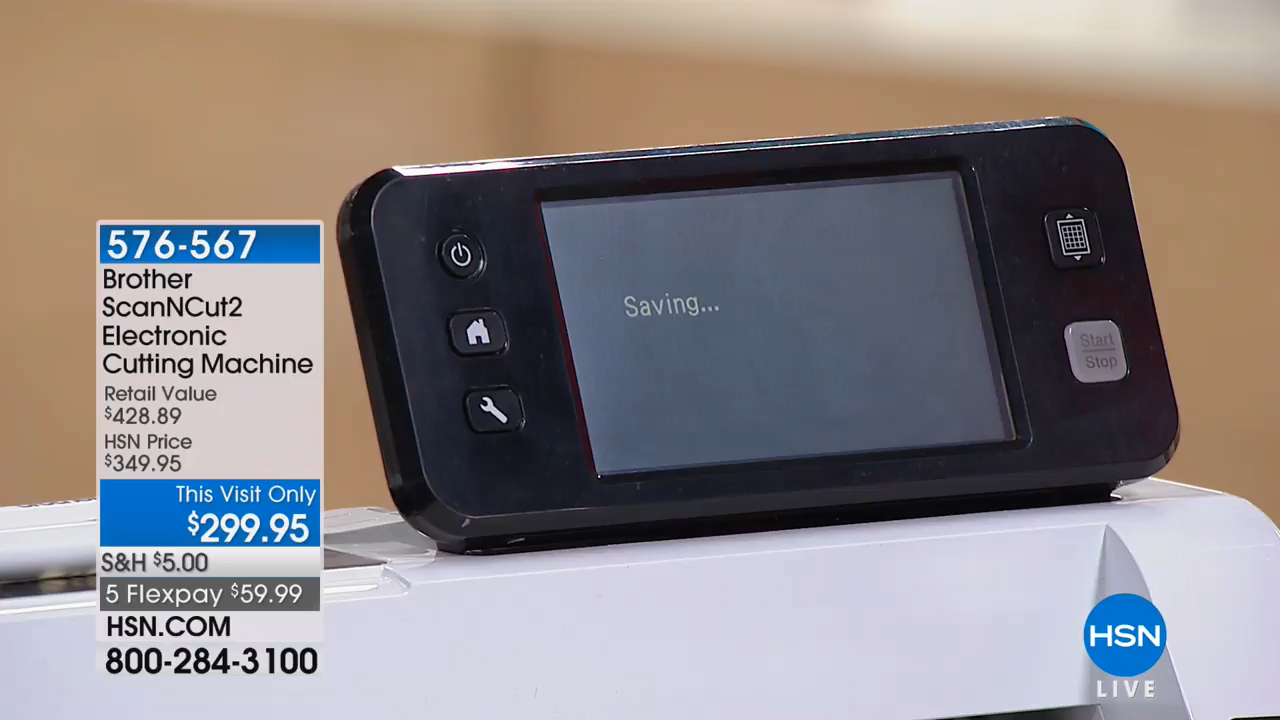 576-567
Brother
ScanNCut2
Electronic
Cutting Machine
Retail Value
$428.89
HSN Price
$349.95
This Visit Only
$299.95
S&H $5.00
5 Flexpay $59.99
HSN.COM
800-284-3100
Saving...
Start
Stop
HSN
LIVE